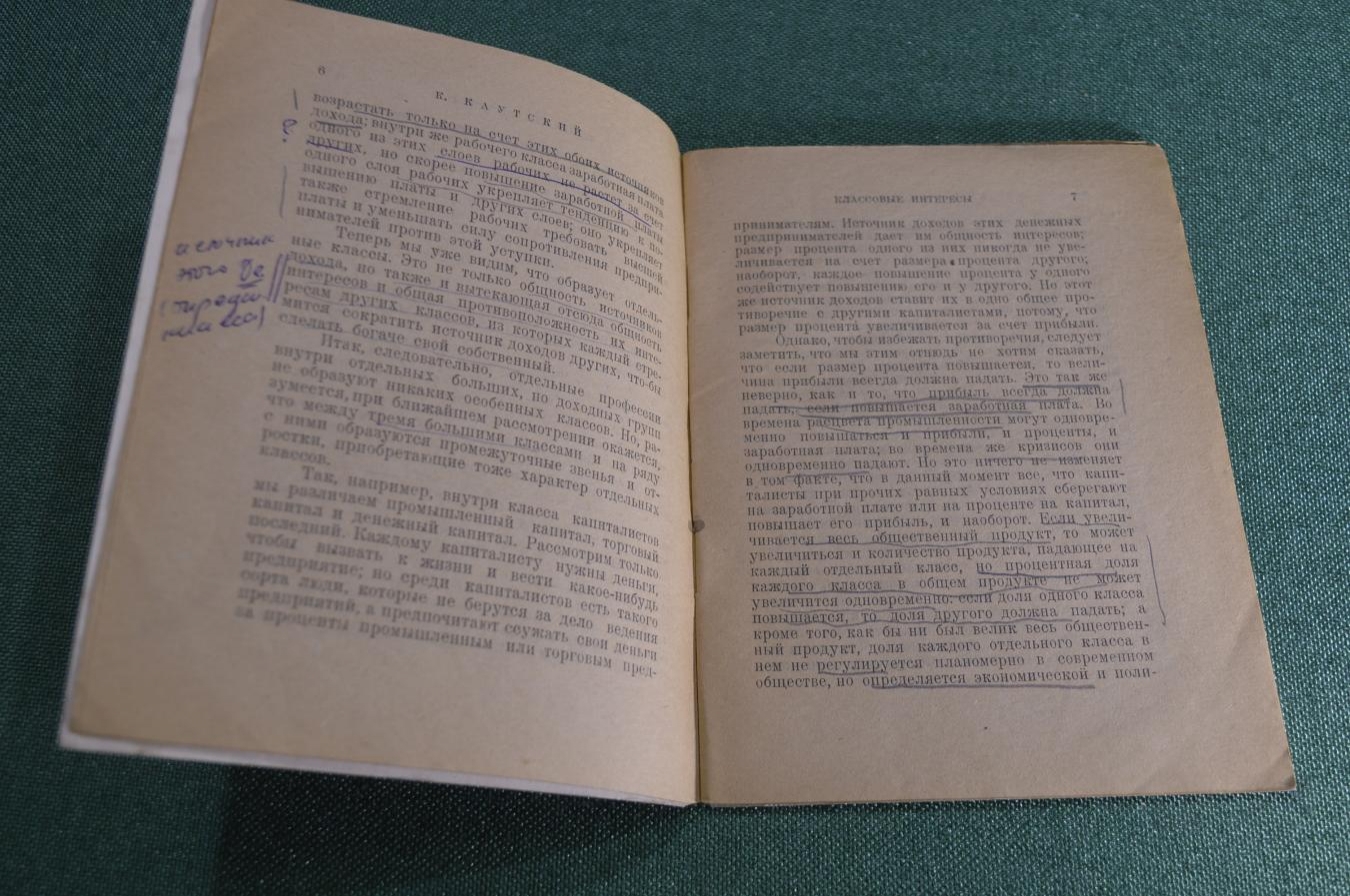 6
К. КАУТСКИЙ
возрастать только на счет этих обоих источников
дохода; внутри же рабочего класса заработная плата
одного из этих слоев рабочих не растет за счет
других, но скорее повышение заработной платы
одного слоя рабочих укрепляет тенденцию к по-
вышению платы и других слоев; оно укрепляет
также стремление рабочих требовать высшей
платы и уменьшать силу сопротивления предпри-
нимателей против этой уступки.
Теперь мы уже видим, что образует отдель-
ные классы. Это не только общность источников
дохода, но также и вытекающая отсюда общность
интересов и общая противоположность их инте-
ресам других классов, из которых каждый стре-
мится сократить источник доходов других, что-бы
сделать богаче свой собственный.
Итак, следовательно, отдельные профессии
внутри отдельных больших, по доходных групп
не образуют никаких особенных классов. Но, ра-
зумеется, при ближайшем рассмотрении окажется,
что между тремя большими классами и на ряду
с ними образуются промежуточные звенья и от-
ростки, приобретающие тоже характер отдельных
классов.
Так, например, внутри класса капиталистов
мы различаем промышленный капитал, торговый
капитал и денежный капитал. Рассмотрим только
последний. Каждому капиталисту нужны деньги,
чтобы вызвать к жизни и вести какое-нибудь
предприятие; но среди капиталистов есть такого
сорта люди, которые не берутся за дело ведения
предприятий, а предпочитают ссужать свои деньги
за проценты промышленным или торговым пред-
?
источник
этого
КЛАССОВЫЕ ИНТЕРЕСЫ
7
принимателям. Источник доходов этих денежных
предпринимателей дает им общность интересов;
размер процента одного из них никогда не уве-
личивается на счет размера процента другого;
наоборот, каждое повышение процента у одного
содействует повышению его и у другого. Но этот
же источник доходов ставит их в одно общее про-
тиворечие с другими капиталистами, потому, что
размер процента увеличивается за счет прибыли.
Однако, чтобы избежать противоречия, следует
заметить, что мы этим отнюдь не хотим сказать,
что если размер процента повышается, то вели-
чина прибыли всегда должна падать. Это так же
неверно, как и то, что прибыль всегда должна
падать, если повышается заработная плата. Во
времена расцвета промышленности могут одновре-
менно повышаться и прибыли, и проценты, и
заработная плата; во времена же кризисов они
одновременно падают. Но это ничего не изменяет
в том факте, что в данный момент все, что капи-
талисты при прочих равных условиях сберегают
на заработной плате или на проценте на капитал,
повышает его прибыль, и наоборот. Если увели-
чивается весь общественный продукт, то может
увеличиться и количество продукта, падающее на
каждый отдельный класс, но процентная доля
каждого класса в общем продукте не может
увеличится одновременно: если доля одного класса
повышается, то доля другого должна падать; а
кроме того, как бы ни был велик весь обществен-
ный продукт, доля каждого отдельного класса в
нем не регулируется планомерно в современном
обществе, но определяется экономической и поли-